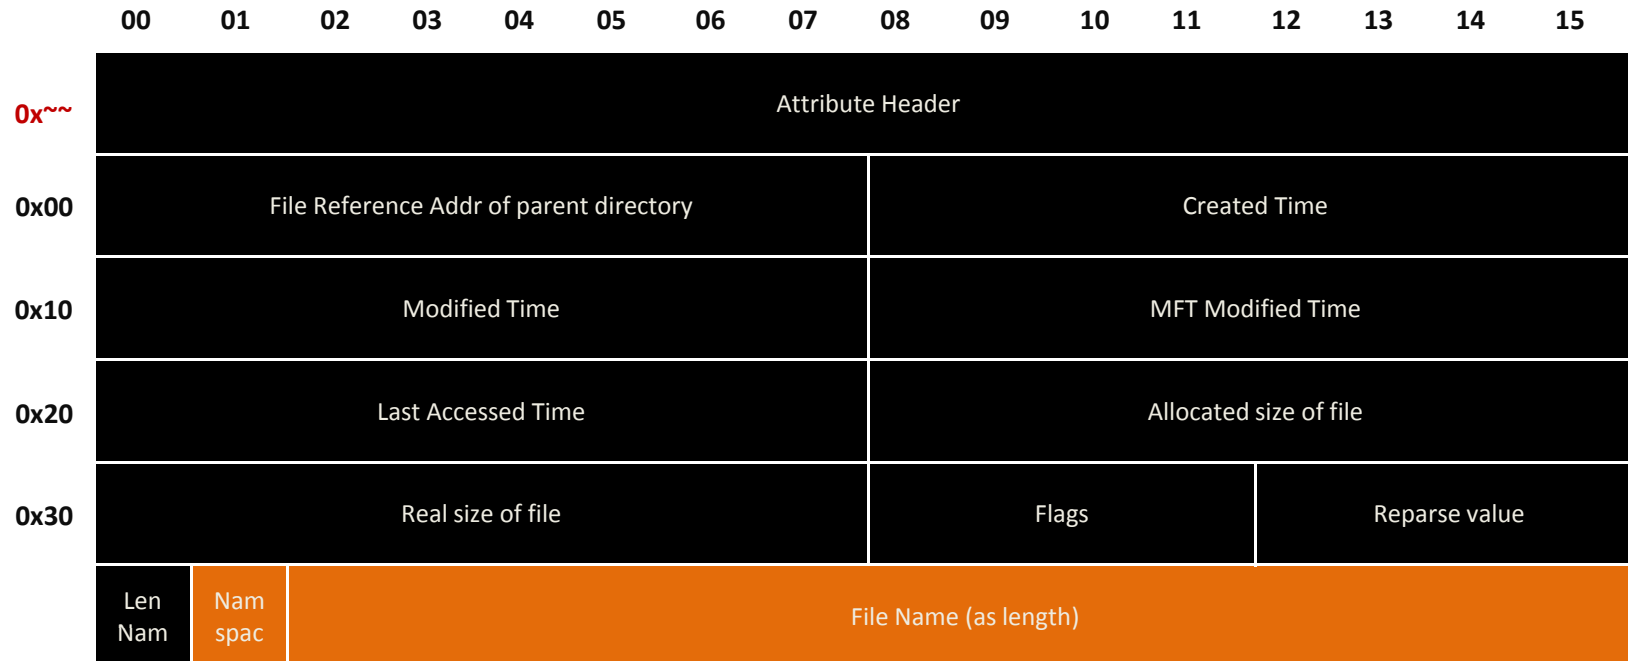 00 01 02 03 04 05 06 07 08 09 10 11 12 13 14 15
0x~~ Attribute Header
0x00 File Reference Addr of parent directory Created Time
0x10 Modified Time MFT Modified Time
0x20 Last Accessed Time Allocated size of file
0x30 Real size of file Flags Reparse value
Len
Nam
Nam
spac
File Name (as length)